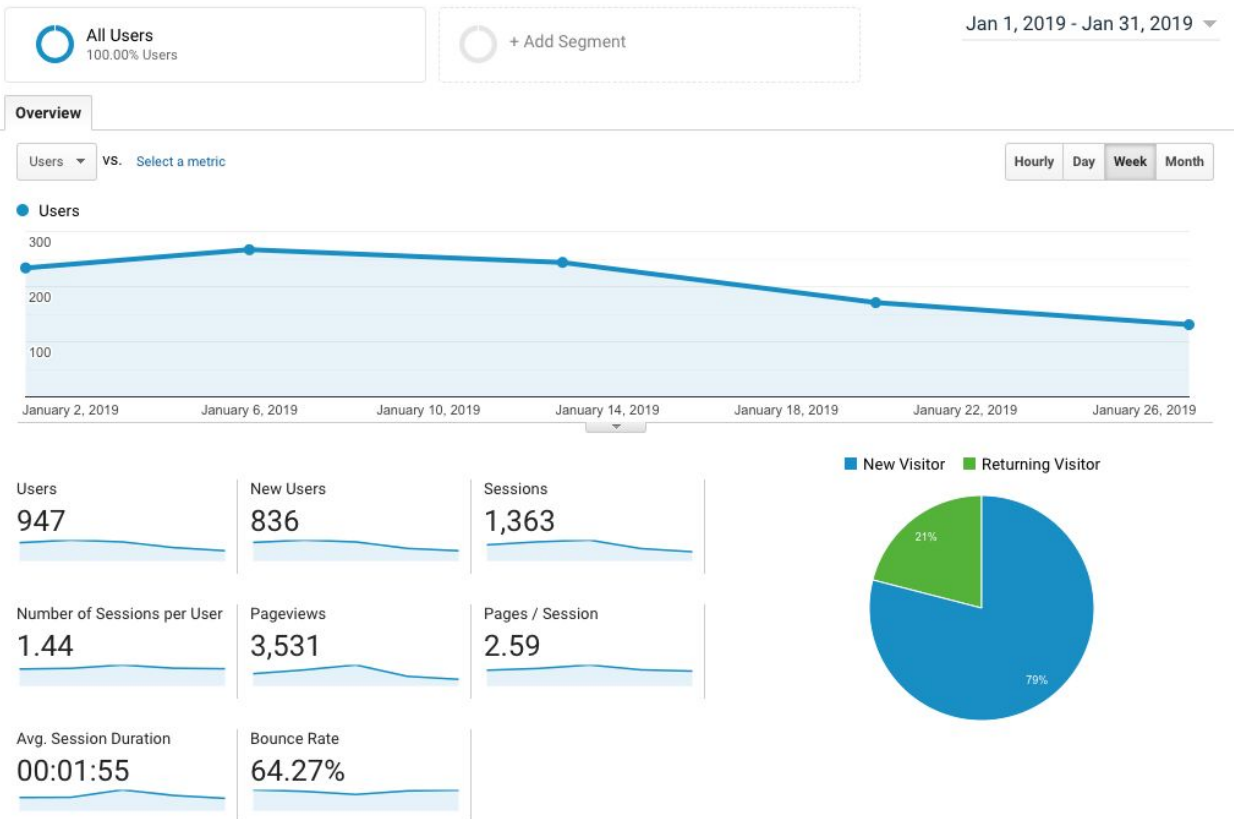 All Users
100.00% Users
+ Add Segment
Jan 1, 2019 - Jan 31, 2019
Overview
Users VS. Select a metric
Hourly Day Week Month
Users
300
200
100
January 2, 2019 January 6, 2019 January 10, 2019 January 14, 2019 January 18, 2019 January 22, 2019 January 26, 2019
New Visitor Returning Visitor
Users New Users Sessions
947 836 1,363
21%
Number of Sessions per User Pageviews Pages / Session
1.44 3,531 2.59
79%
Avg. Session Duration Bounce Rate
00:01:55 64.27%